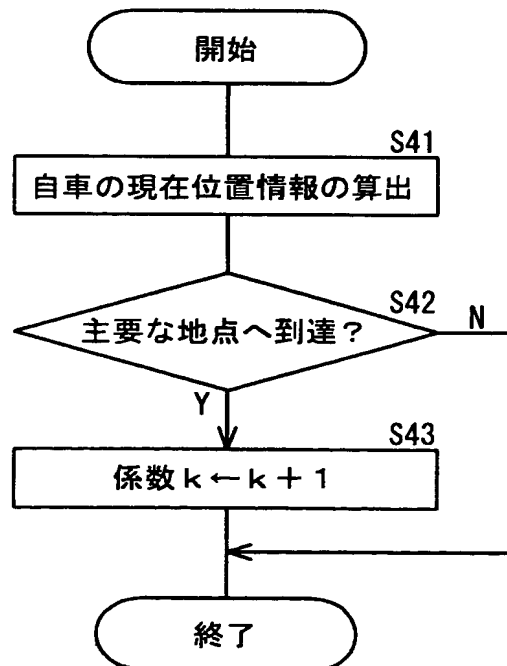 開始
S41
自車の現在位置情報の算出
S42
主要な地点へ到達?
N
Y
S43
係数k←k+1
終了